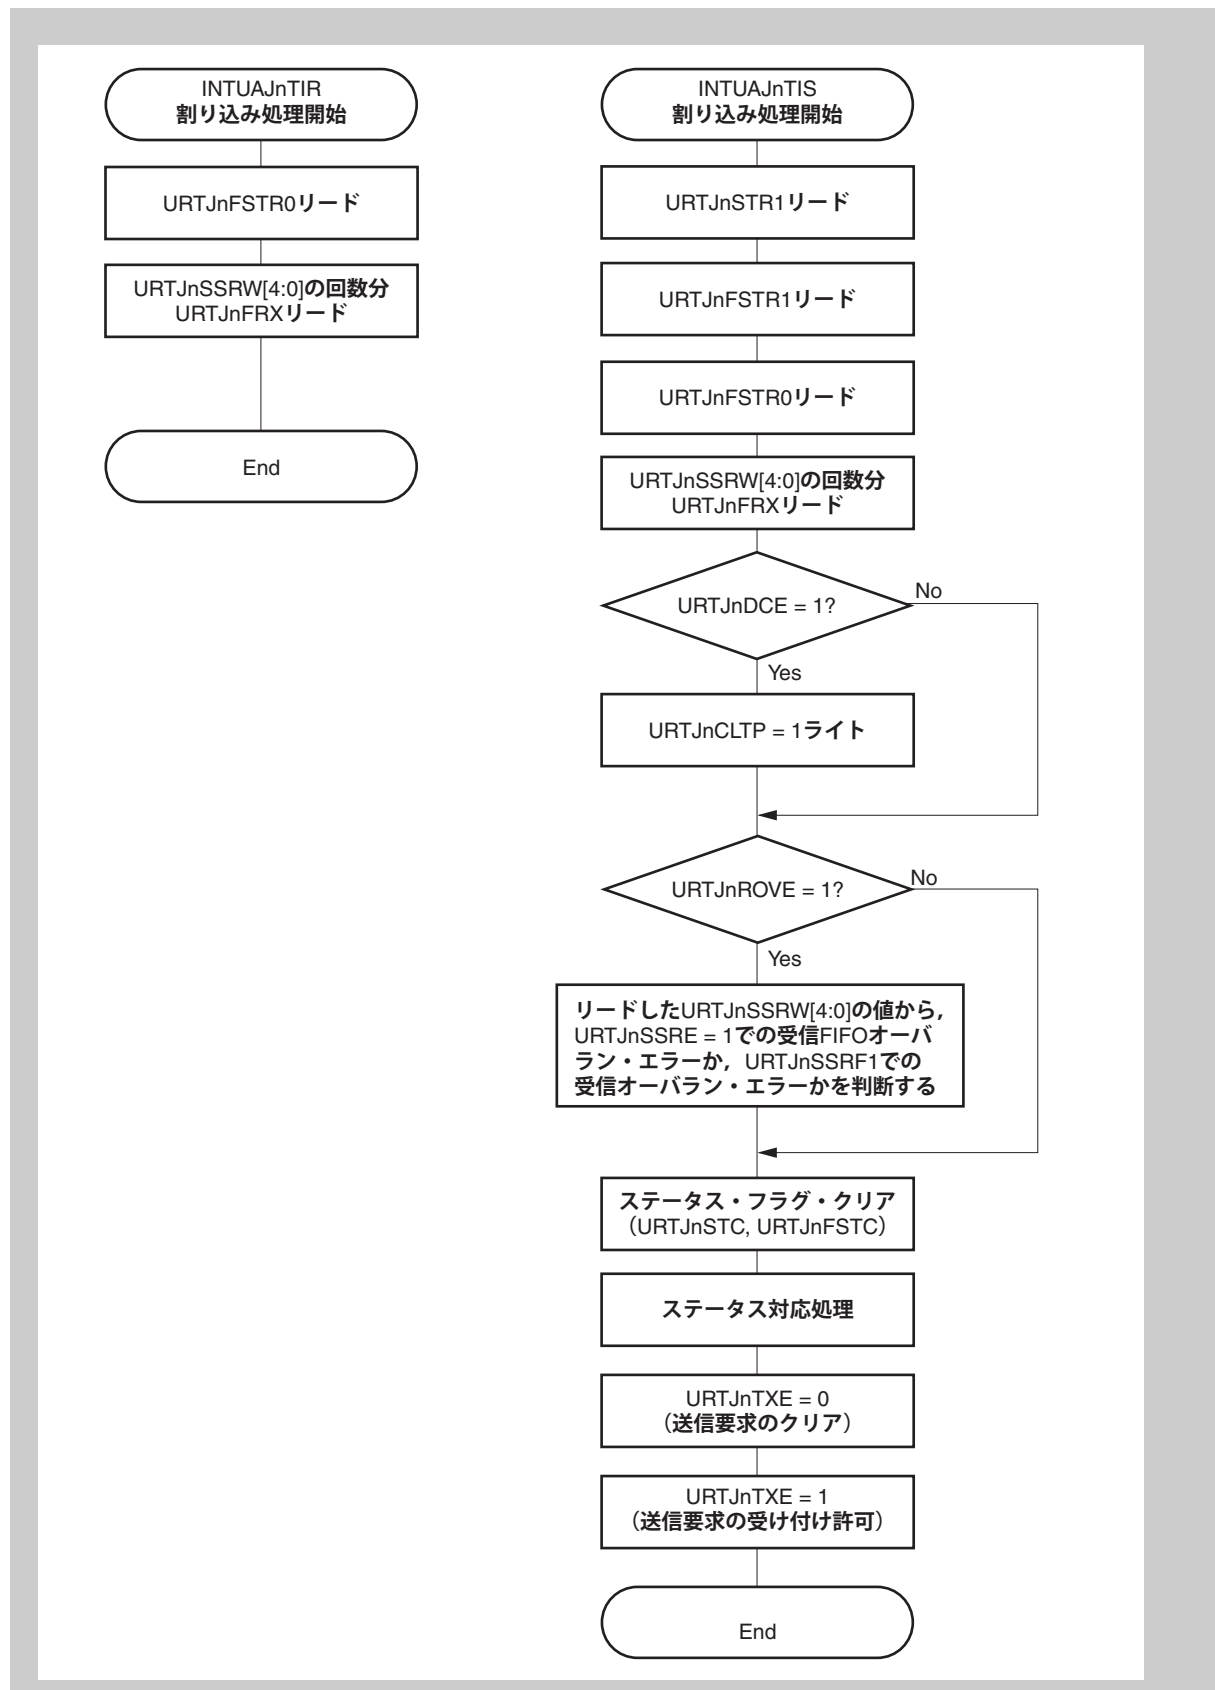 INTUAJnTIR
割り込み処理開始
URTJnFSTR0リード
URTJnSSRW[4:0]の回数分
URTJnFRXリード
End
INTUAJnTIS
割り込み処理開始
URTJnSTR1リード
URTJnFSTR1リード
URTJnFSTR0リード
URTJnSSRW[4:0]の回数分
URTJnFRXリード
URTJnDCE = 1?
No
Yes
URTJnCLTP = 1ライト
URTJnROVE = 1?
No
Yes
リードしたURTJnSSRW[4:0]の値から,
URTJnSSRE = 1での受信FIFOオーバ
ラン・エラーか, URTJnSSRF1での
受信オーバラン・エラーかを判断する
ステータス・フラグ・クリア
（URTJnSTC, URTJnFSTC）
ステータス対応処理
URTJnTXE = 0
（送信要求のクリア）
URTJnTXE = 1
（送信要求の受け付け許可）
End